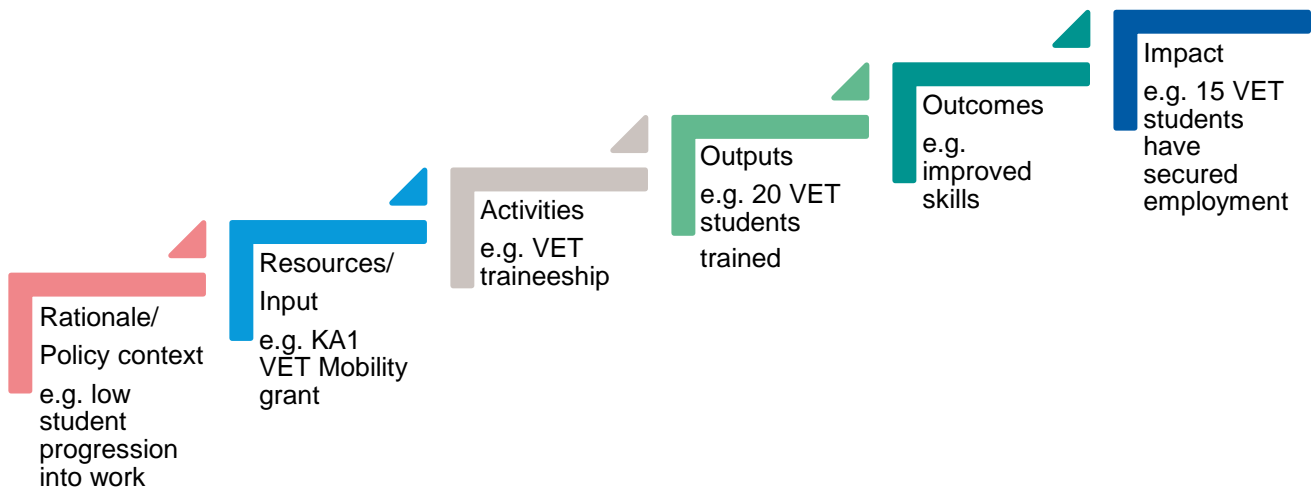 Rationale/
Policy context
e.g. low
student
progression
into work
Resources/
Input
e.g. KA1
VET Mobility
grant
Activities
e.g. VET
traineeship
Outputs
e.g. 20 VET
students
trained
Outcomes
e.g.
improved
skills
Impact
e.g. 15 VET
students
have
secured
employment